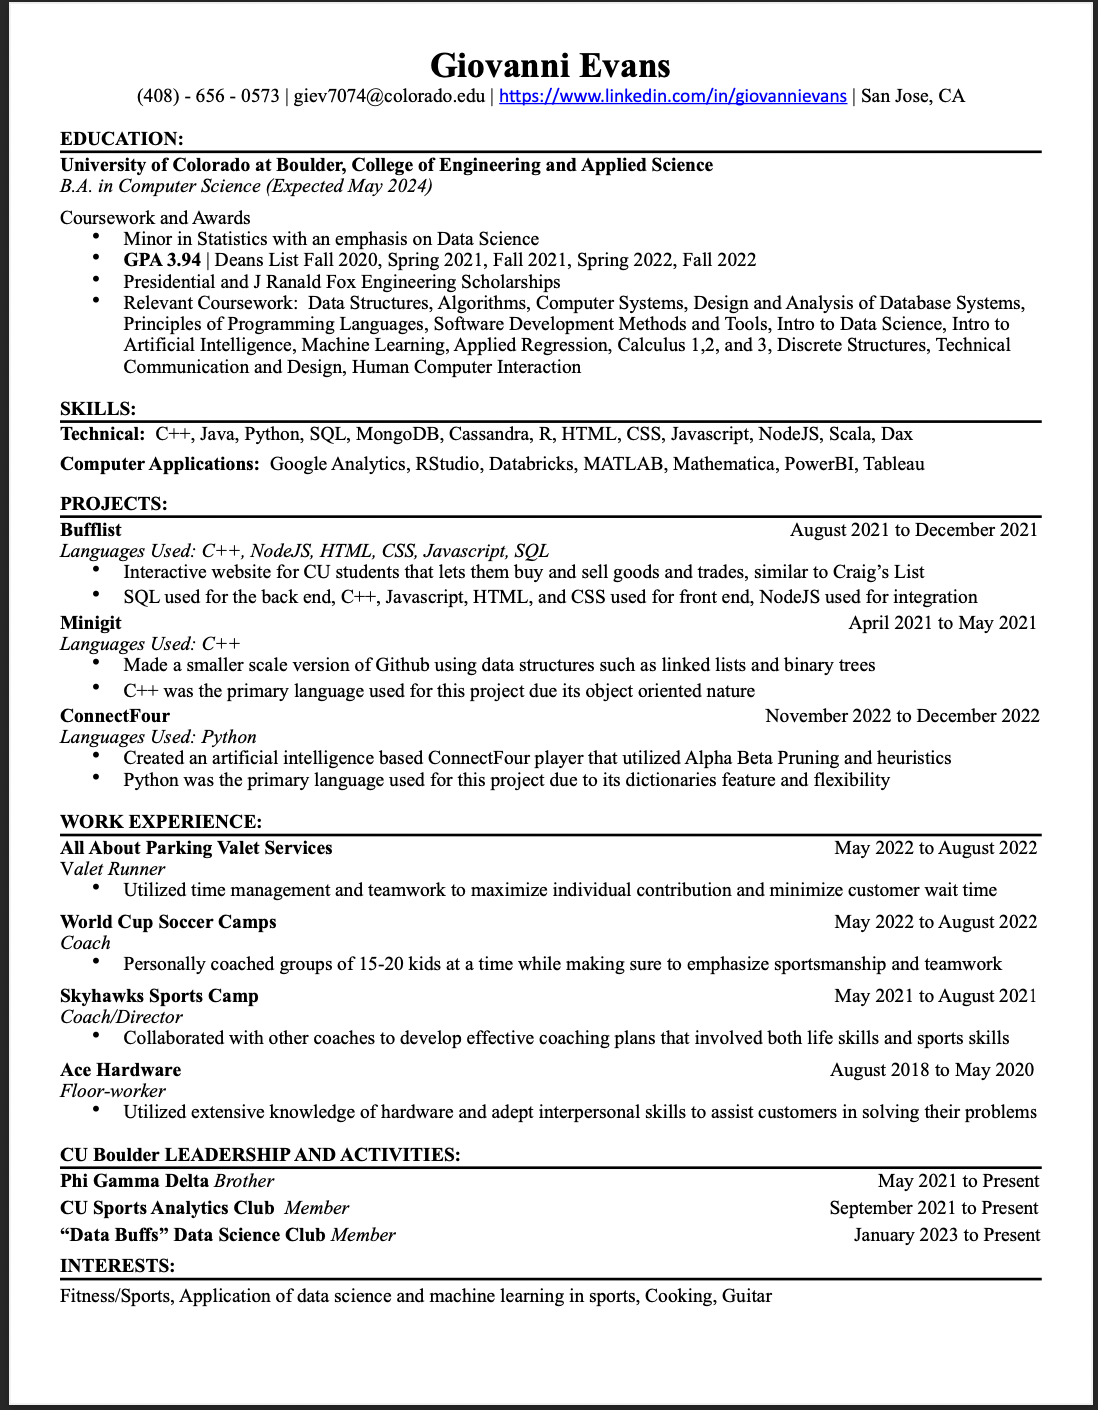 Giovanni Evans
(408) - 656 - 0573 | giev7074@colorado.edu | https://www.linkedin.com/in/giovannievans | San Jose, CA
EDUCATION:
University of Colorado at Boulder, College of Engineering and Applied Science
B.A. in Computer Science (Expected May 2024)
Coursework and Awards
• Minor in Statistics with an emphasis on Data Science
• GPA 3.94 | Deans List Fall 2020, Spring 2021, Fall 2021, Spring 2022, Fall 2022
• Presidential and J Ranald Fox Engineering Scholarships
• Relevant Coursework: Data Structures, Algorithms, Computer Systems, Design and Analysis of Database Systems,
Principles of Programming Languages, Software Development Methods and Tools, Intro to Data Science, Intro to
Artificial Intelligence, Machine Learning, Applied Regression, Calculus 1,2, and 3, Discrete Structures, Technical
Communication and Design, Human Computer Interaction
SKILLS:
Technical: C++, Java, Python, SQL, MongoDB, Cassandra, R, HTML, CSS, Javascript, NodeJS, Scala, Dax
Computer Applications: Google Analytics, RStudio, Databricks, MATLAB, Mathematica, PowerBI, Tableau
PROJECTS:
Bufflist August 2021 to December 2021
Languages Used: C++, NodeJS, HTML, CSS, Javascript, SQL
• Interactive website for CU students that lets them buy and sell goods and trades, similar to Craig’s List
• SQL used for the back end, C++, Javascript, HTML, and CSS used for front end, NodeJS used for integration
Minigit April 2021 to May 2021
Languages Used: C++
• Made a smaller scale version of Github using data structures such as linked lists and binary trees
• C++ was the primary language used for this project due its object oriented nature
ConnectFour November 2022 to December 2022
Languages Used: Python
• Created an artificial intelligence based ConnectFour player that utilized Alpha Beta Pruning and heuristics
• Python was the primary language used for this project due to its dictionaries feature and flexibility
WORK EXPERIENCE:
All About Parking Valet Services May 2022 to August 2022
Valet Runner
• Utilized time management and teamwork to maximize individual contribution and minimize customer wait time
World Cup Soccer Camps May 2022 to August 2022
Coach
• Personally coached groups of 15-20 kids at a time while making sure to emphasize sportsmanship and teamwork
Skyhawks Sports Camp May 2021 to August 2021
Coach/Director
• Collaborated with other coaches to develop effective coaching plans that involved both life skills and sports skills
Ace Hardware August 2018 to May 2020
Floor-worker
• Utilized extensive knowledge of hardware and adept interpersonal skills to assist customers in solving their problems
CU Boulder LEADERSHIP AND ACTIVITIES:
Phi Gamma Delta Brother May 2021 to Present
CU Sports Analytics Club Member September 2021 to Present
“Data Buffs” Data Science Club Member January 2023 to Present
INTERESTS:
Fitness/Sports, Application of data science and machine learning in sports, Cooking, Guitar